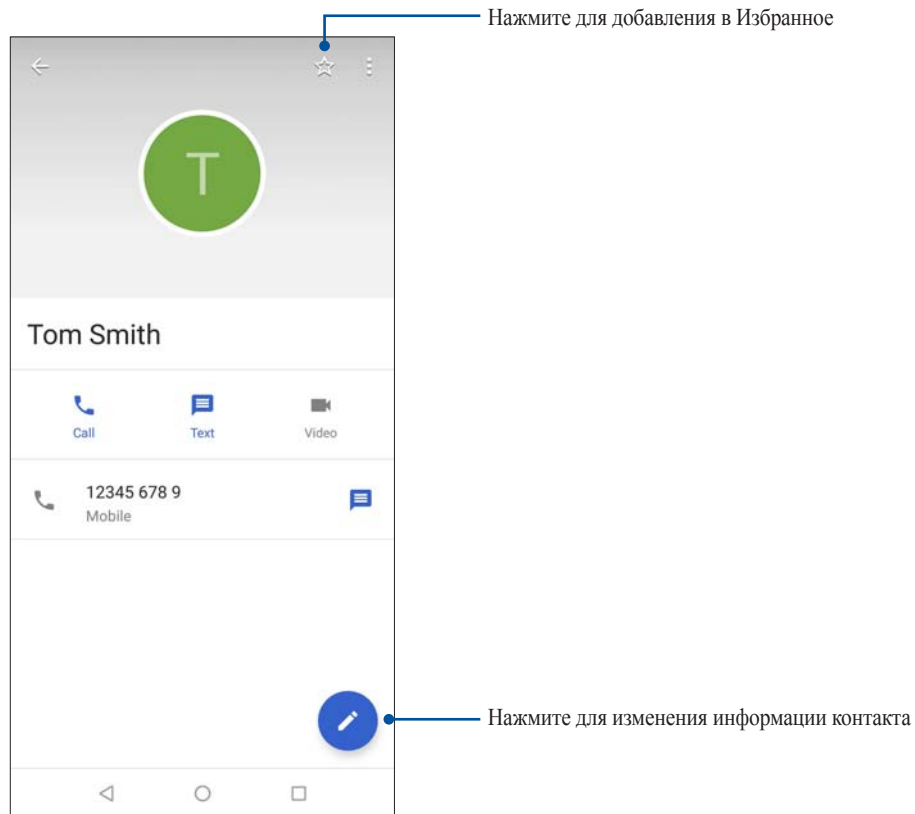 Нажмите для добавления в Избранное
T
Tom Smith
Call Text Video
12345 678 9
Mobile
Нажмите для изменения информации контакта